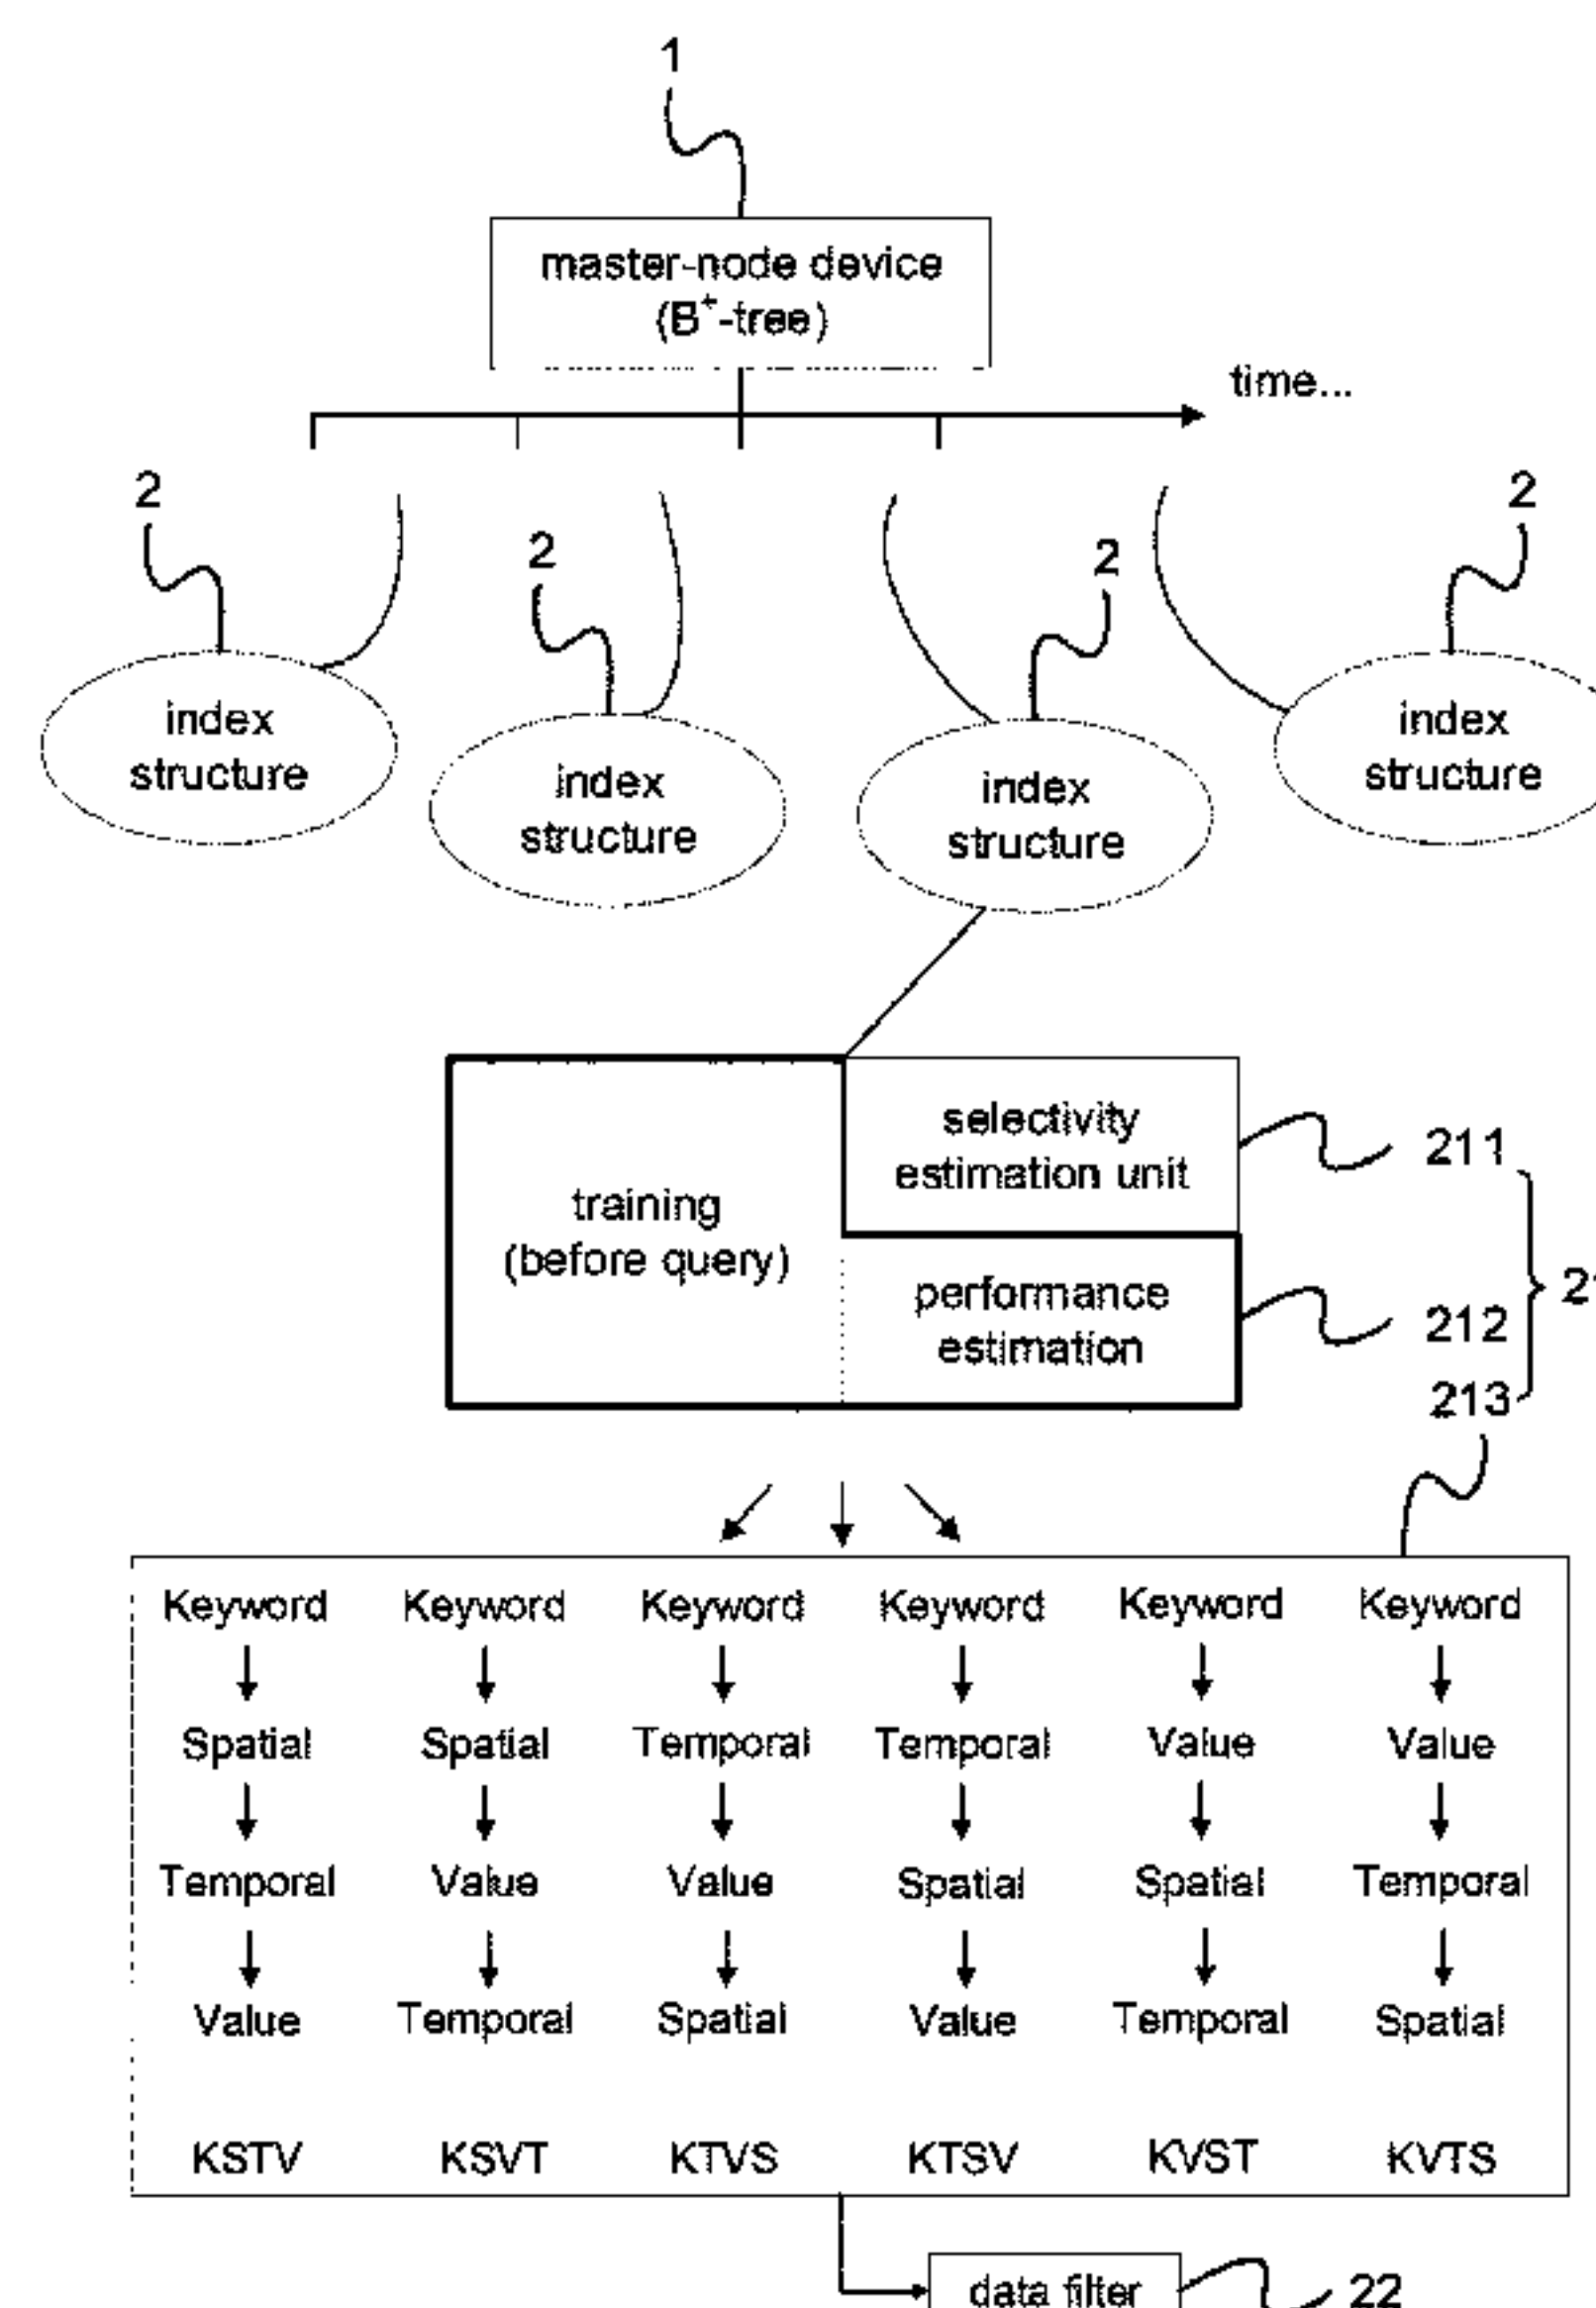 1
master-node device
(B+-tree)
time...
2
2
2
2
index
structure
index
structure
index
structure
index
structure
selectivity
estimation unit
211
training
(before query)
performance
estimation
212
213
Keyword Keyword Keyword Keyword Keyword Keyword
Spatial Spatial Temporal Temporal Value Value
Temporal Value Value Spatial Spatial Temporal
Value Temporal Spatial Value Temporal Spatial
KSTV KSVT KTVS KTSV KVST KVTS
data filter
22